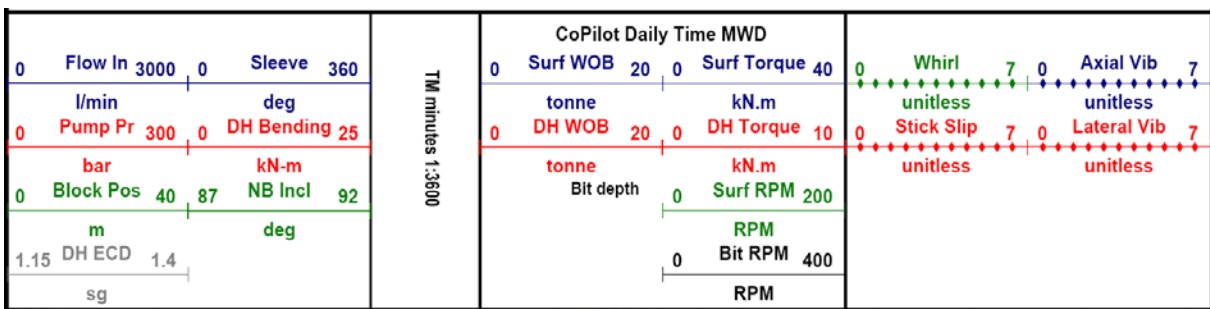 CoPilot Daily Time MWD
0 Flow In 3000 0 Sleeve 360
l/min deg
0 Pump Pr 300 0 DH Bending 25
bar kN-m
0 Block Pos 40 87 NB Incl 92
m deg
1.15 DH ECD 1.4
sg
TM minutes 1:3600
0 Surf WOB 20 0 Surf Torque 40
tonne kN.m
0 DH WOB 20 0 DH Torque 10
tonne kN.m
Bit depth 0 Surf RPM 200
RPM
0 Bit RPM 400
RPM
0 Whirl 7 0 Axial Vib 7
unitless unitless
0 Stick Slip 7 0 Lateral Vib 7
unitless unitless